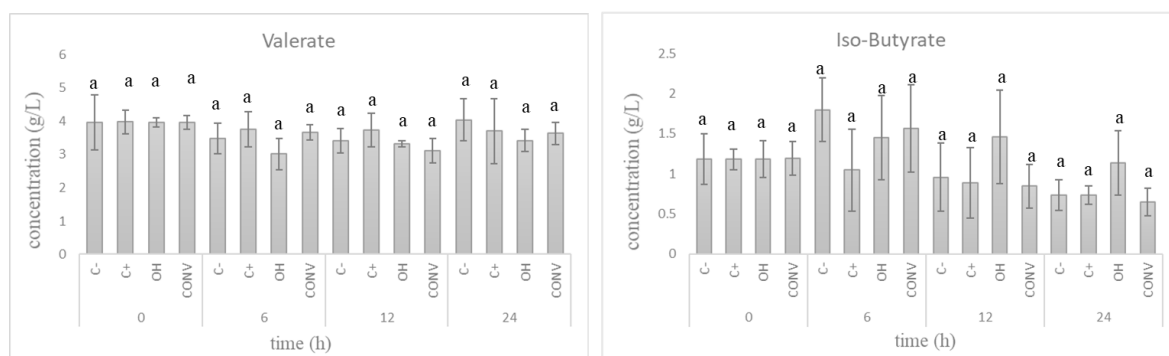 Valerate
concentration (g/L)
6
5
4
3
2
1
0
a a a a a a a a a a a a a a a a
C- C+ OH CONV C- C+ OH CONV C- C+ OH CONV C- C+ OH CONV
0 6 12 24
time (h)
Iso-Butyrate
concentration (g/L)
2.5
2
1.5
1
0.5
0
a a a a a a a a a a a a a a a a
C- C+ OH CONV C- C+ OH CONV C- C+ OH CONV C- C+ OH CONV
0 6 12 24
time (h)